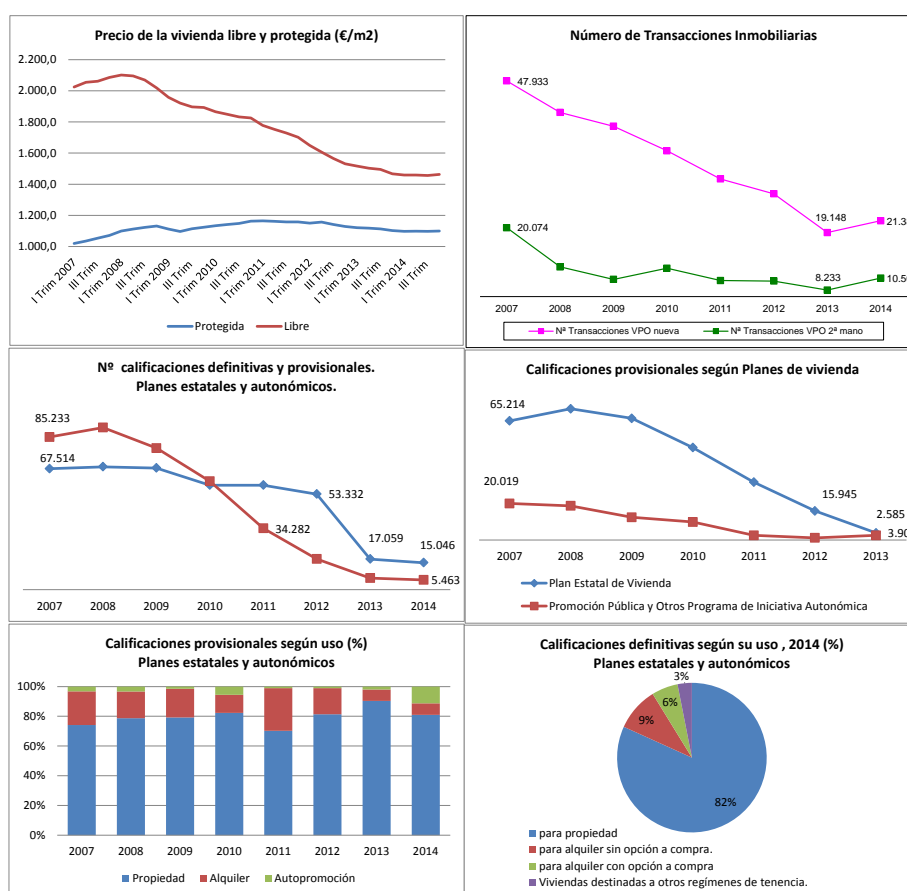 Precio de la vivienda libre y protegida (€/m2)
2.200,0
2.000,0
1.800,0
1.600,0
1.400,0
1.200,0
1.000,0
I Trim 2007
III Trim
I Trim 2008
III Trim
I Trim 2009
III Trim
I Trim 2010
III Trim
I Trim 2011
III Trim
I Trim 2012
III Trim
I Trim 2013
III Trim
I Trim 2014
III Trim
Protegida Libre
Número de Transacciones Inmobiliarias
47.933
19.148
21.3
20.074
8.233
10.5
2007 2008 2009 2010 2011 2012 2013 2014
Nª Transacciones VPO nueva Nª Transacciones VPO 2ª mano
Nº calificaciones definitivas y provisionales.
Planes estatales y autonómicos.
85.233
67.514
53.332
34.282
17.059
15.046
5.463
2007 2008 2009 2010 2011 2012 2013 2014
Calificaciones provisionales según Planes de vivienda
65.214
20.019
15.945
2.585
3.90
2007 2008 2009 2010 2011 2012 2013
Plan Estatal de Vivienda
Promoción Pública y Otros Programa de Iniciativa Autonómica
Calificaciones provisionales según uso (%)
Planes estatales y autonómicos
100%
80%
60%
40%
20%
0%
2007 2008 2009 2010 2011 2012 2013 2014
Propiedad Alquiler Autopromoción
Calificaciones definitivas según su uso , 2014 (%)
Planes estatales y autonómicos
3%
6%
9%
82%
para propiedad
para alquiler sin opción a compra.
para alquiler con opción a compra
Viviendas destinadas a otros regímenes de tenencia.